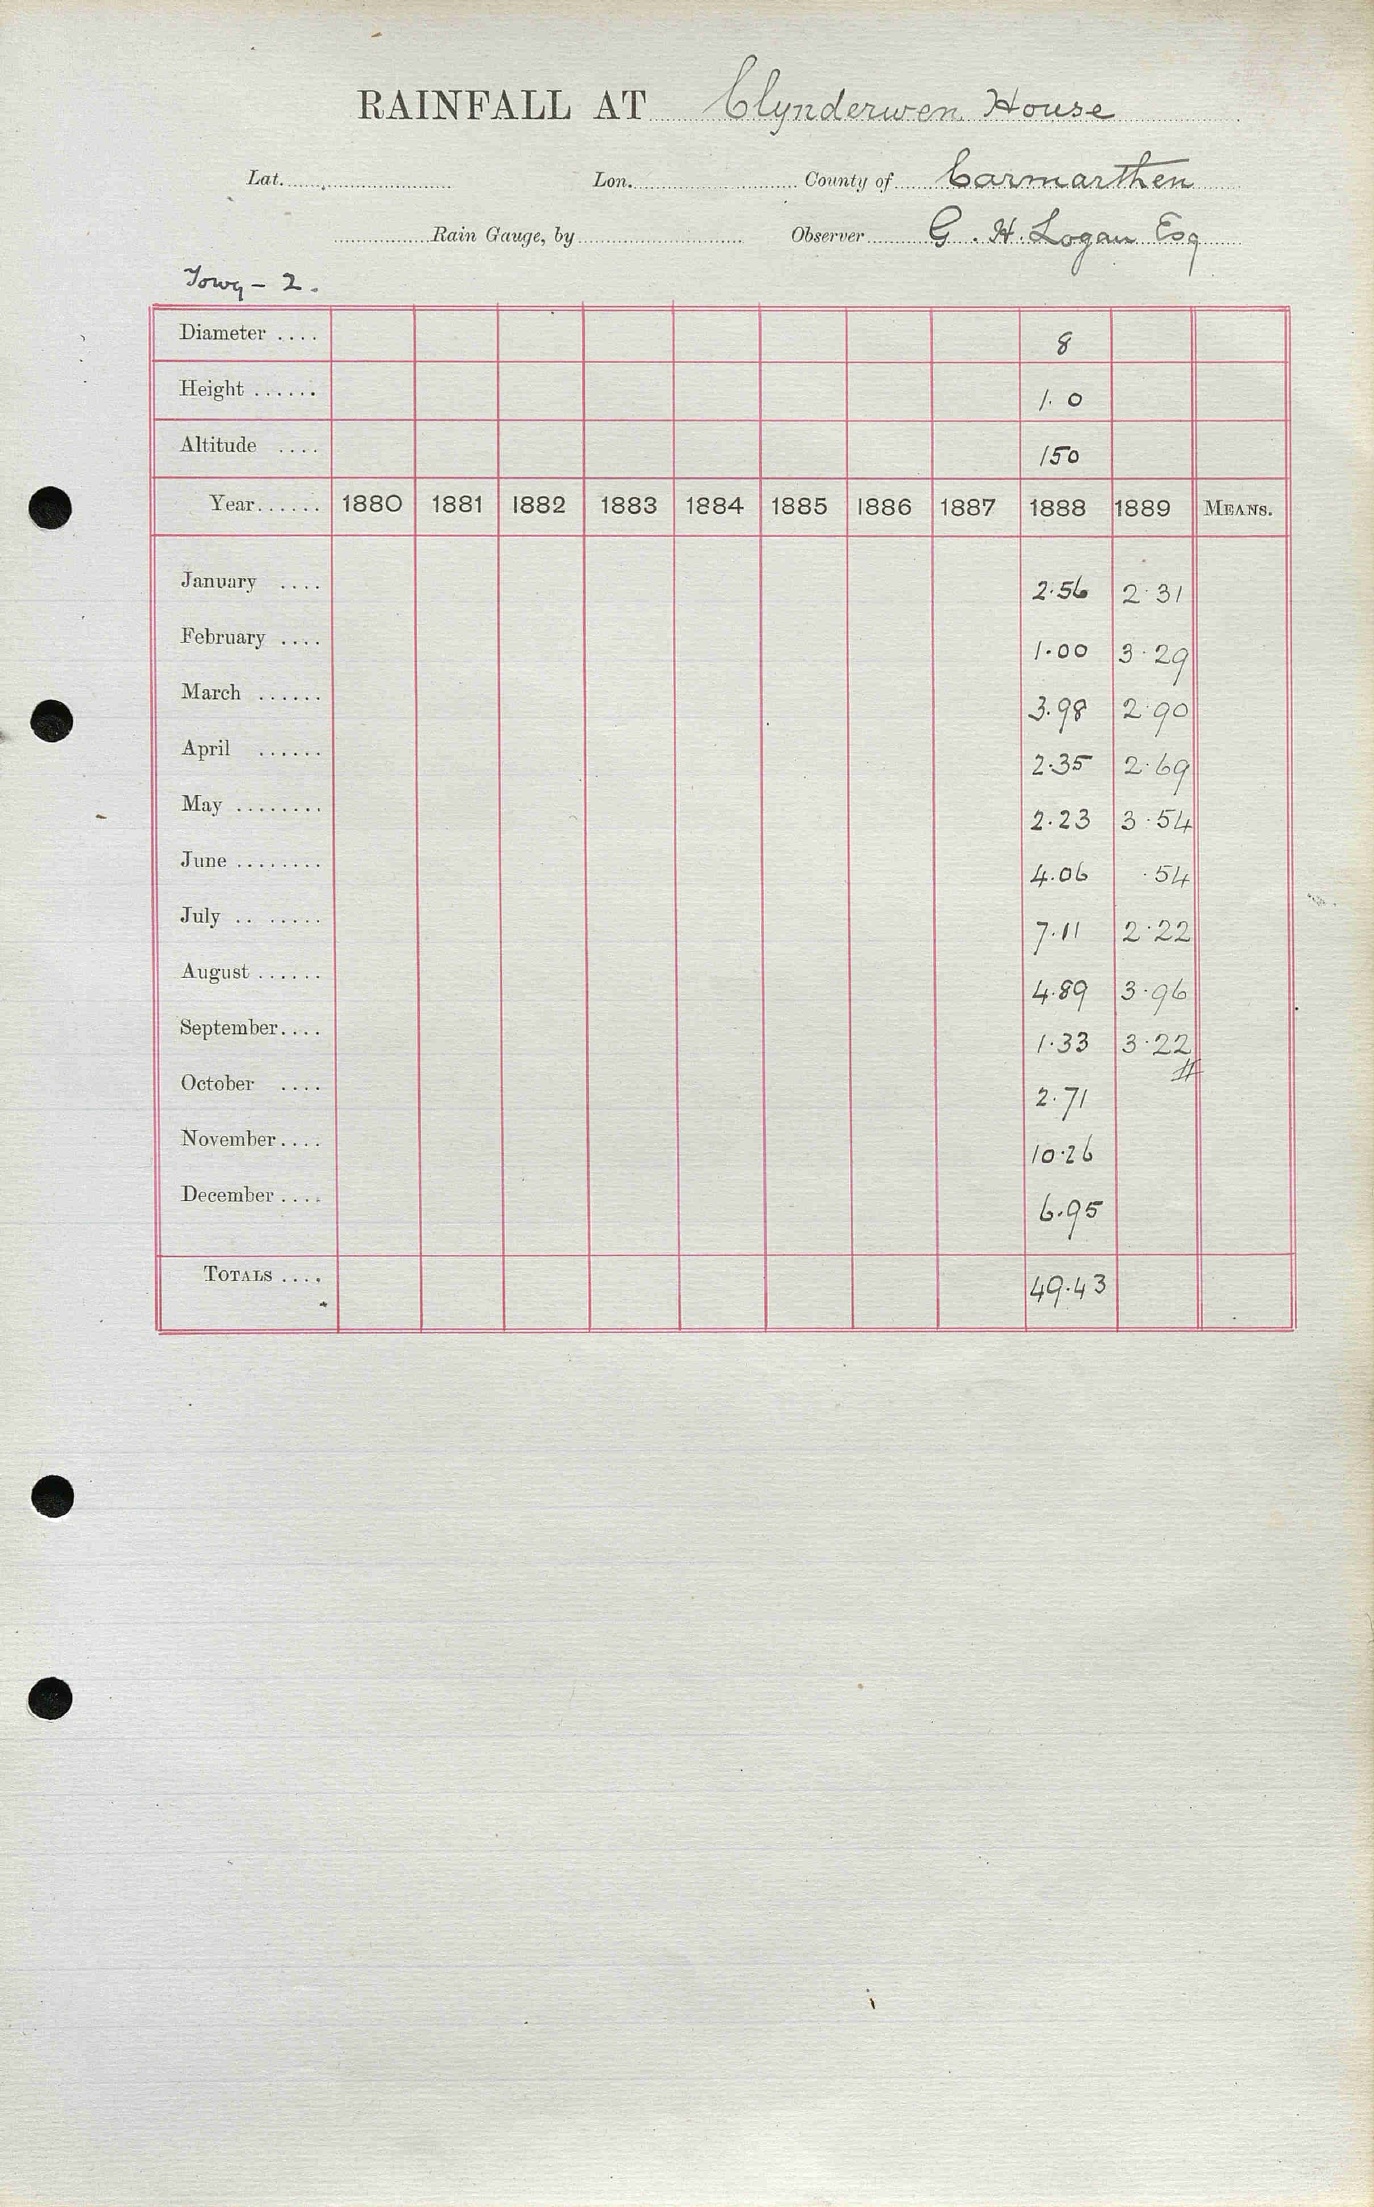 RAINFALL AT Clynderwen House
Lat. Lon. County of Carmarthen
Rain Gauge, by Observer G. H. Logan Esq
Towy - 2.
Diameter .... 8
Height ...... 1. 0
Altitude .... 150
Year...... 1880 1881 1882 1883 1884 1885 1886 1887 1888 1889 MEANS.
January .... 2.56 2.31
February .... 1.00 3.29
March ...... 3.98 2.90
April ...... 2.35 2.69
May ........ 2.23 3.54
June ........ 4.06 .54
July .. ..... 7.11 2.22
August ...... 4.89 3.96
September.... 1.33 3.22
October .... 2.71
November.... 10.26
December .... 6.95
TOTALS .... 49.43